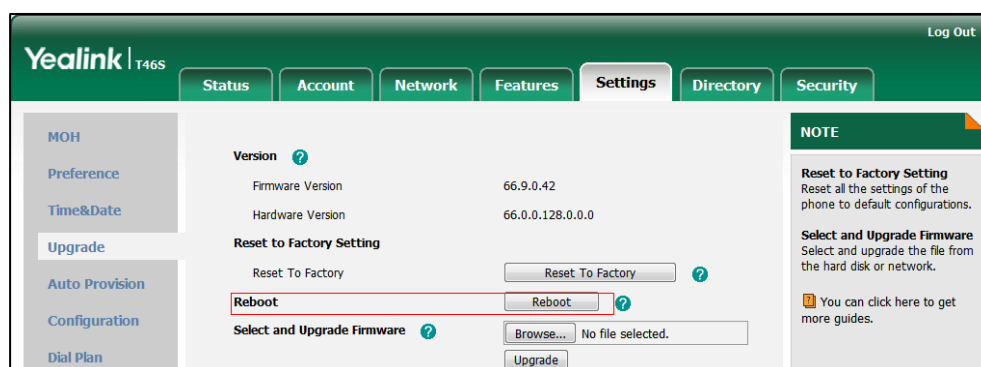 Log Out
Yealink | T46S
Status Account Network Features Settings Directory Security
MOH
Preference
Time&Date
Upgrade
Auto Provision
Configuration
Dial Plan
Version ?
Firmware Version 66.9.0.42
Hardware Version 66.0.0.128.0.0.0
Reset to Factory Setting
Reset To Factory Reset To Factory ?
Reboot Reboot ?
Select and Upgrade Firmware ? Browse... No file selected.
Upgrade
NOTE
Reset to Factory Setting
Reset all the settings of the
phone to default configurations.
Select and Upgrade Firmware
Select and upgrade the file from
the hard disk or network.
? You can click here to get
more guides.